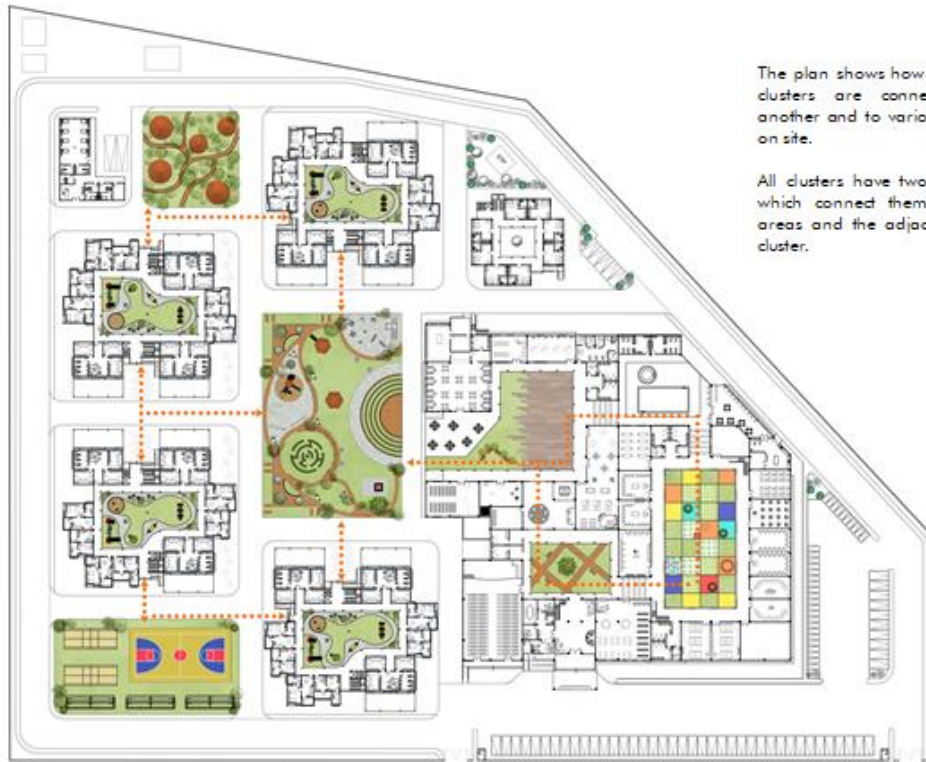 The plan shows how
clusters are conne
another and to vario
on site.
All clusters have two
which connect them
areas and the adjac
cluster.